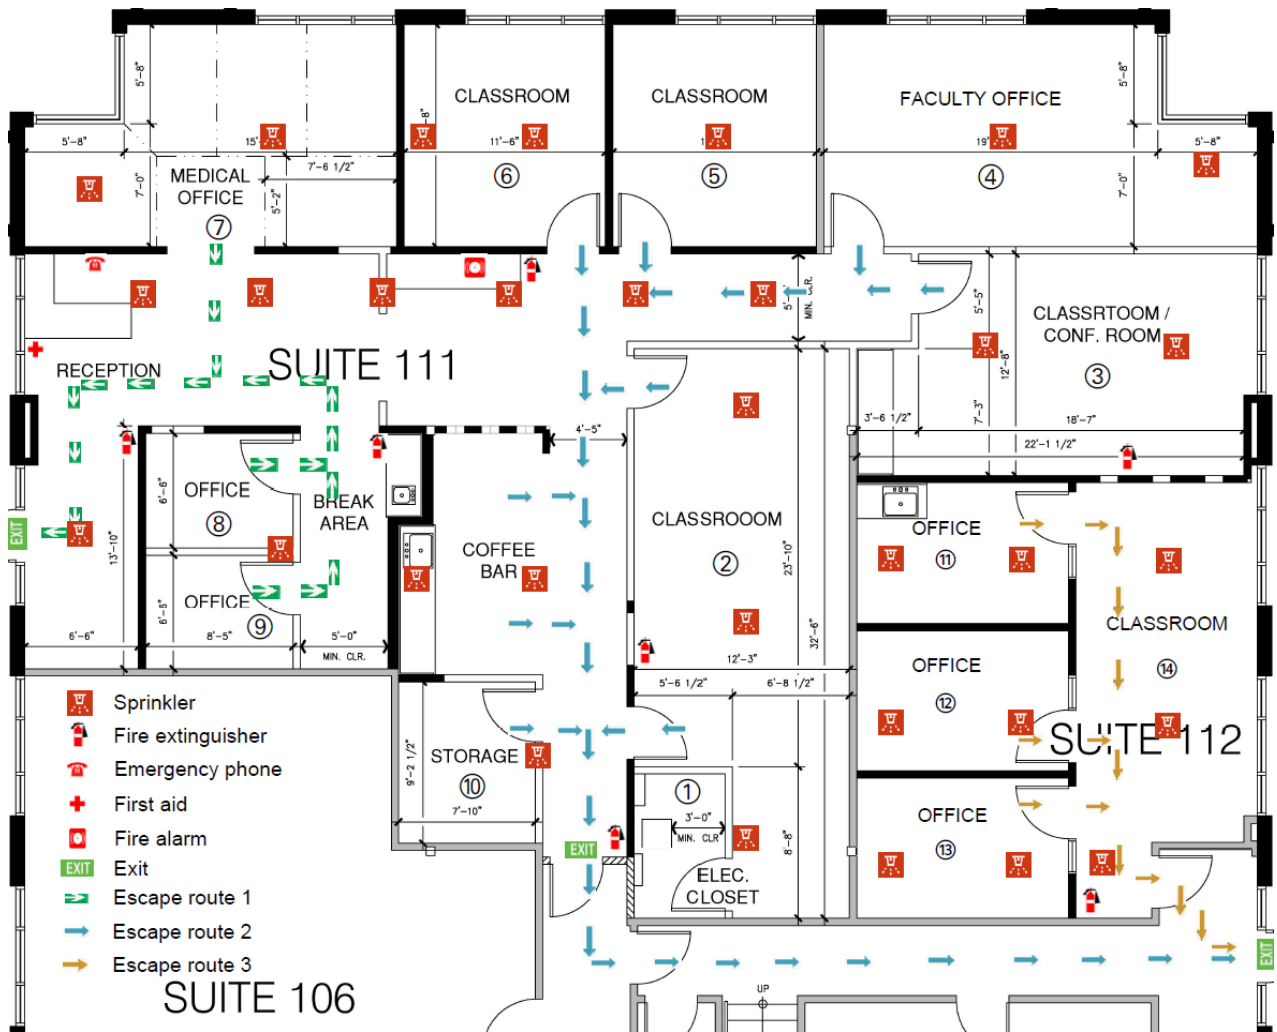 CLASSROOM
CLASSROOM
FACULTY OFFICE
5'-8"
-8"
5'-8"
5'-8"
15'
11'-6"
1
19'
5'-8"
7'-6 1/2"
MEDICAL
OFFICE
⑦
7'-0"
5'-2"
⑥
⑤
④
7'-0"
5'-
MIN. CLR.
5'-5"
12'-8"
CLASSRTOOM /
CONF. ROOM
③
RECEPTION
SUITE 111
3'-6 1/2"
7'-3"
18'-7"
22'-1 1/2"
4'-5"
OFFICE
⑧
6'-6"
BREAK
AREA
EXIT
13'-10"
COFFEE
BAR
CLASSROOOM
②
23'-10"
32'-6"
OFFICE
⑪
OFFICE
⑨
6'-5"
6'-6"
8'-5"
5'-0"
MIN. CLR.
CLASSROOM
⑭
12'-3"
5'-6 1/2"
6'-8 1/2"
OFFICE
⑫
SUITE 112
Sprinkler
Fire extinguisher
Emergency phone
First aid
Fire alarm
EXIT Exit
Escape route 1
Escape route 2
Escape route 3
STORAGE
⑩
9'-2 1/2"
7'-10"
①
3'-0"
MIN. CLR
8'-8"
ELEC.
CLOSET
EXIT
OFFICE
⑬
EXIT
UP
SUITE 106